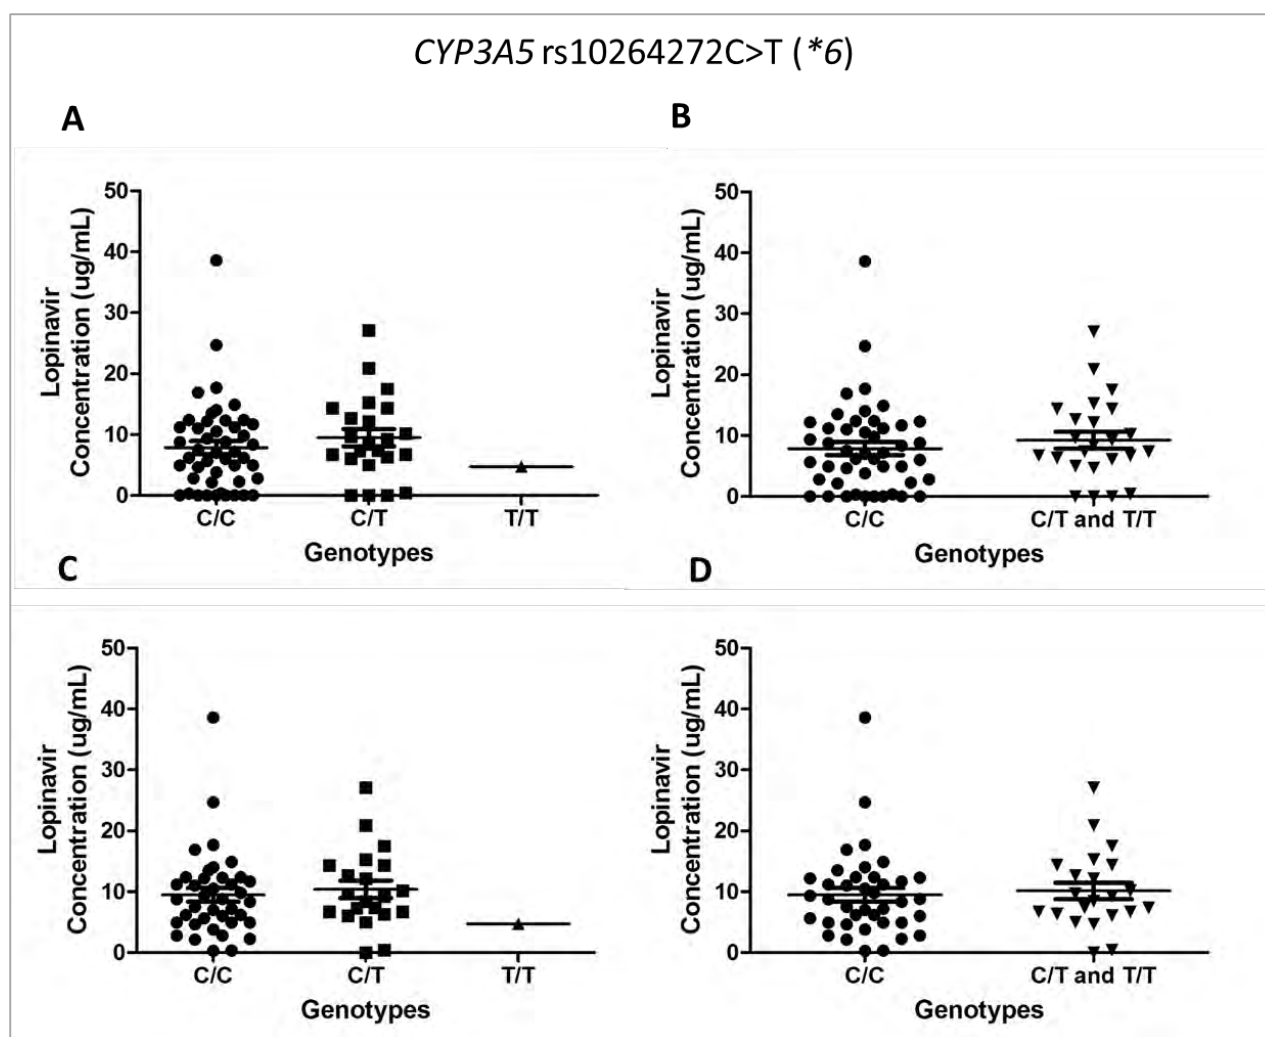 CYP3A5 rs10264272C>T (*6)
A
B
Lopinavir
Concentration (ug/mL)
50
40
30
20
10
0
C/C
C/T
T/T
Genotypes
Lopinavir
Concentration (ug/mL)
50
40
30
20
10
0
C/C
C/T and T/T
Genotypes
C
D
Lopinavir
Concentration (ug/mL)
50
40
30
20
10
0
C/C
C/T
T/T
Genotypes
Lopinavir
Concentration (ug/mL)
50
40
30
20
10
0
C/C
C/T and T/T
Genotypes